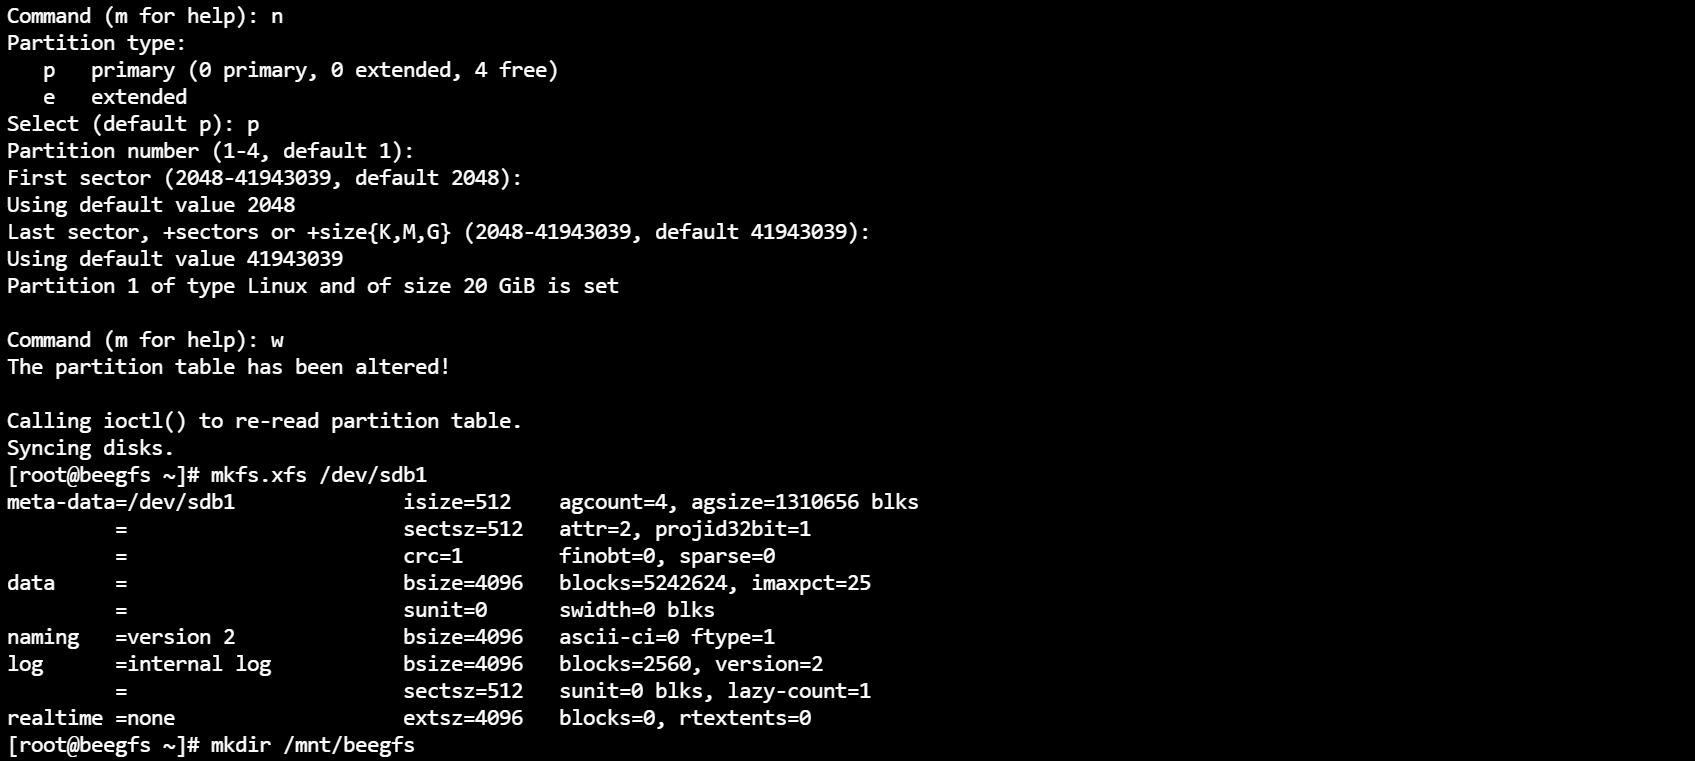 Command (m for help): n
Partition type:
   p   primary (0 primary, 0 extended, 4 free)
   e   extended
Select (default p): p
Partition number (1-4, default 1):
First sector (2048-41943039, default 2048):
Using default value 2048
Last sector, +sectors or +size{K,M,G} (2048-41943039, default 41943039):
Using default value 41943039
Partition 1 of type Linux and of size 20 GiB is set

Command (m for help): w
The partition table has been altered!

Calling ioctl() to re-read partition table.
Syncing disks.
[root@beegfs ~]# mkfs.xfs /dev/sdb1
meta-data=/dev/sdb1              isize=512    agcount=4, agsize=1310656 blks
         =                       sectsz=512   attr=2, projid32bit=1
         =                       crc=1        finobt=0, sparse=0
data     =                       bsize=4096   blocks=5242624, imaxpct=25
         =                       sunit=0      swidth=0 blks
naming   =version 2              bsize=4096   ascii-ci=0 ftype=1
log      =internal log           bsize=4096   blocks=2560, version=2
         =                       sectsz=512   sunit=0 blks, lazy-count=1
realtime =none                   extsz=4096   blocks=0, rtextents=0
[root@beegfs ~]# mkdir /mnt/beegfs